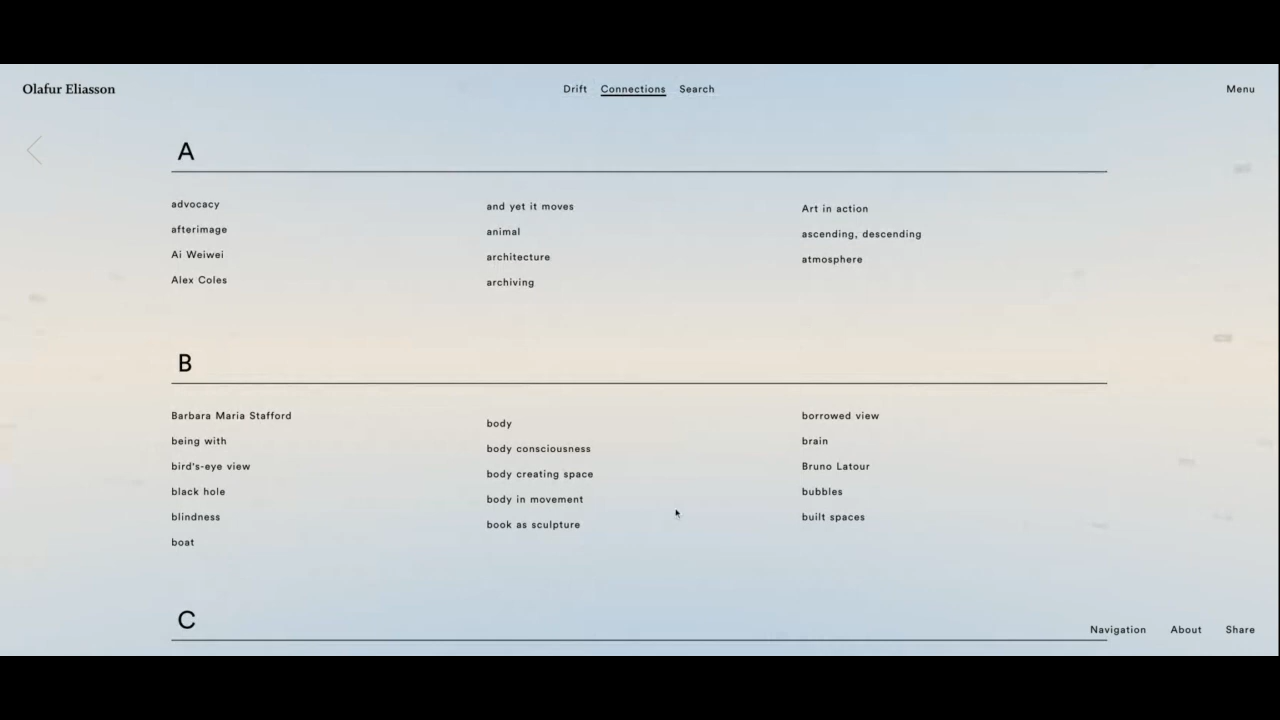 Olafur Eliasson
Drift Connections Search
Menu
A
advocacy
afterimage
Ai Weiwei
Alex Coles
and yet it moves
animal
architecture
archiving
Art in action
ascending, descending
atmosphere
B
Barbara Maria Stafford
being with
bird's-eye view
black hole
blindness
boat
body
body consciousness
body creating space
body in movement
book as sculpture
borrowed view
brain
Bruno Latour
bubbles
built spaces
C
Navigation About Share